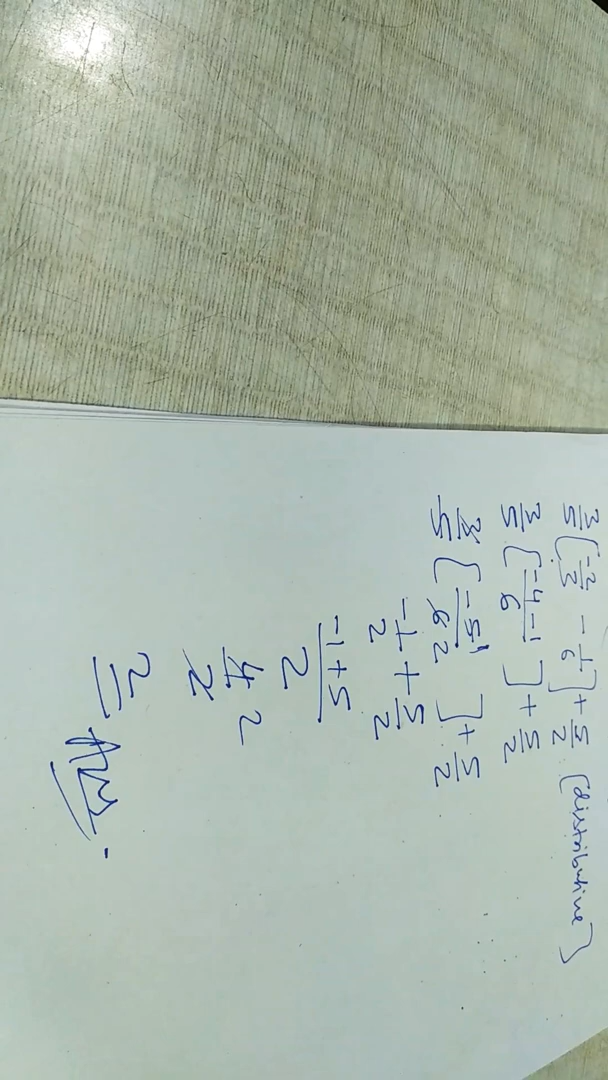 3/5 [-2/3 - 1/6] + 5/2 [distributive]
3/5 [-4-1/6] + 5/2
3/5 [-5 1/6 2] + 5/2
-1/2 + 5/2
-1+5/2
4/2 2
2 Ans.